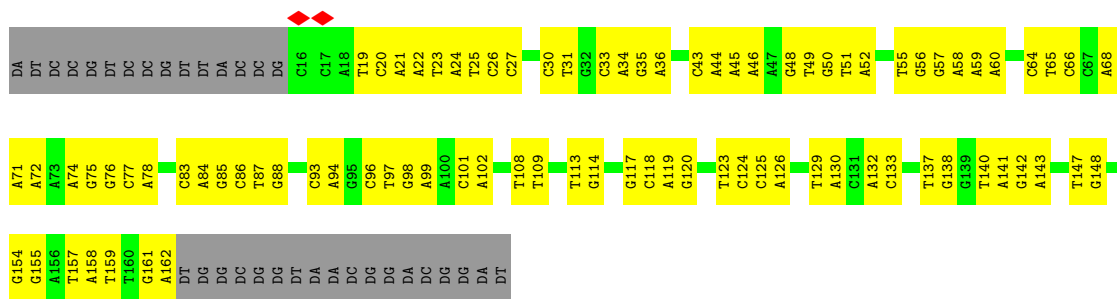 DA DT DC DC DG DT DC DC DG DT DT DA DC DC DG C16 C17 A18 T19 C20 A21 A22 T23 A24 T25 C26 C27 C30 T31 G32 C33 A34 G35 A36 C43 A44 A45 A46 A47 G48 T49 G50 T51 A52 T55 G56 G57 A58 A59 A60 C64 T65 C66 C67 A68
A71 A72 A73 A74 G75 G76 C77 A78 C83 A84 G85 C86 T87 G88 C93 A94 G95 C96 T97 G98 A99 A100 C101 A102 T108 T109 T113 G114 G117 C118 A119 G120 T123 C124 C125 A126 T129 A130 C131 A132 C133 T137 G138 G139 T140 A141 G142 A143 T147 G148
G154 G155 A156 T157 A158 T159 T160 G161 A162 DT DG DG DC DG DG DT DA DA DC DG DG DA DC DG DG DA DT